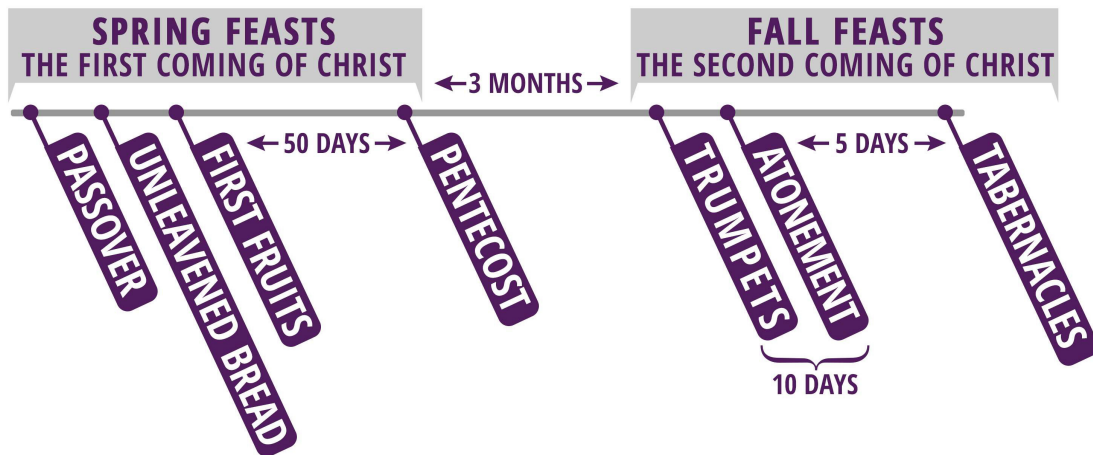 SPRING FEASTS
THE FIRST COMING OF CHRIST
3 MONTHS
FALL FEASTS
THE SECOND COMING OF CHRIST
PASSOVER
UNLEAVENED BREAD
FIRST FRUITS
50 DAYS
PENTECOST
TRUMPETS
ATONEMENT
10 DAYS
5 DAYS
TABERNACLES